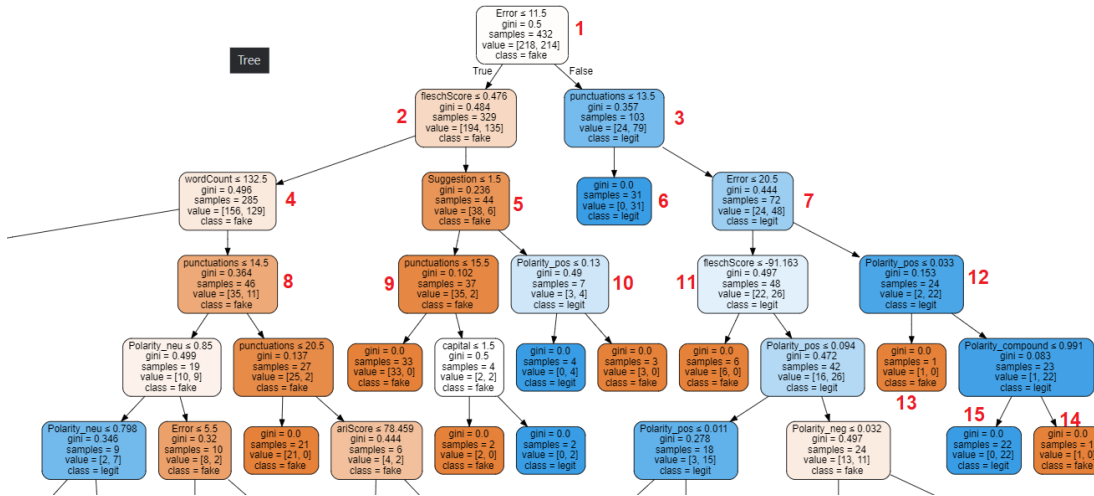 Error ≤ 11.5
gini = 0.5
samples = 432
value = [218, 214]
class = fake
1
Tree
True
False
fleschScore ≤ 0.476
gini = 0.484
samples = 329
value = [194, 135]
class = fake
2
punctuations ≤ 13.5
gini = 0.357
samples = 103
value = [24, 79]
class = legit
3
wordCount ≤ 132.5
gini = 0.496
samples = 285
value = [156, 129]
class = fake
4
Suggestion ≤ 1.5
gini = 0.236
samples = 44
value = [38, 6]
class = fake
5
gini = 0.0
samples = 31
value = [0, 31]
class = legit
6
Error ≤ 20.5
gini = 0.444
samples = 72
value = [24, 48]
class = legit
7
punctuations ≤ 14.5
gini = 0.364
samples = 46
value = [35, 11]
class = fake
8
punctuations ≤ 15.5
gini = 0.102
samples = 37
value = [35, 2]
class = fake
9
Polarity_pos ≤ 0.13
gini = 0.49
samples = 7
value = [3, 4]
class = legit
10
fleschScore ≤ -91.163
gini = 0.497
samples = 48
value = [22, 26]
class = legit
11
Polarity_pos ≤ 0.033
gini = 0.153
samples = 24
value = [2, 22]
class = legit
12
Polarity_neu ≤ 0.85
gini = 0.499
samples = 19
value = [10, 9]
class = fake
punctuations ≤ 20.5
gini = 0.137
samples = 27
value = [25, 2]
class = fake
gini = 0.0
samples = 33
value = [33, 0]
class = fake
capital ≤ 1.5
gini = 0.5
samples = 4
value = [2, 2]
class = fake
gini = 0.0
samples = 4
value = [0, 4]
class = legit
gini = 0.0
samples = 3
value = [3, 0]
class = fake
gini = 0.0
samples = 6
value = [6, 0]
class = fake
Polarity_pos ≤ 0.094
gini = 0.472
samples = 42
value = [16, 26]
class = legit
gini = 0.0
samples = 1
value = [1, 0]
class = fake
13
Polarity_compound ≤ 0.991
gini = 0.083
samples = 23
value = [1, 22]
class = legit
Polarity_neu ≤ 0.798
gini = 0.346
samples = 9
value = [2, 7]
class = legit
Error ≤ 5.5
gini = 0.32
samples = 10
value = [8, 2]
class = fake
gini = 0.0
samples = 21
value = [21, 0]
class = fake
ariScore ≤ 78.459
gini = 0.444
samples = 6
value = [4, 2]
class = fake
gini = 0.0
samples = 2
value = [2, 0]
class = fake
gini = 0.0
samples = 2
value = [0, 2]
class = legit
Polarity_pos ≤ 0.011
gini = 0.278
samples = 18
value = [3, 15]
class = legit
Polarity_neg ≤ 0.032
gini = 0.497
samples = 24
value = [13, 11]
class = fake
15
gini = 0.0
samples = 22
value = [0, 22]
class = legit
14
gini = 0.0
samples = 1
value = [1, 0]
class = fake